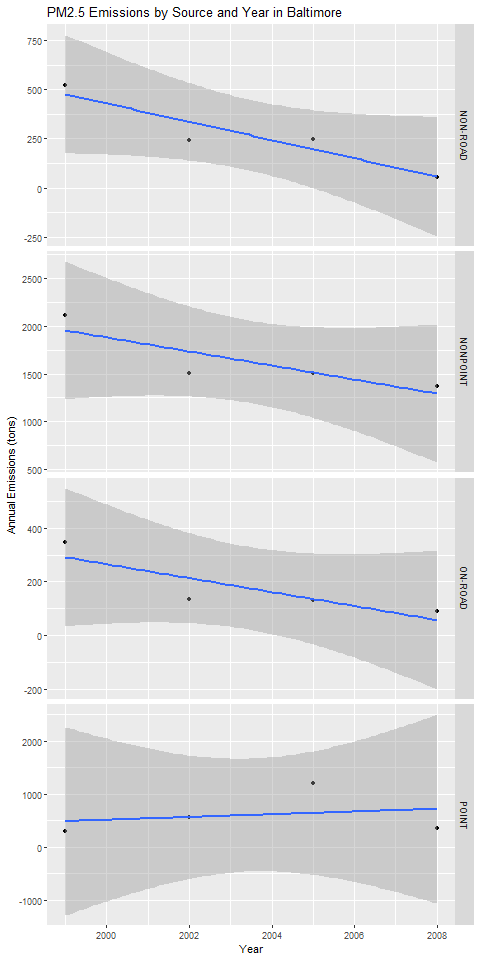 PM2.5 Emissions by Source and Year in Baltimore
750
500
250
0
-250
NON-ROAD
2500
2000
1500
1000
500
NONPOINT
Annual Emissions (tons)
400
200
0
-200
ON-ROAD
2000
1000
0
-1000
POINT
2000 2002 2004 2006 2008
Year